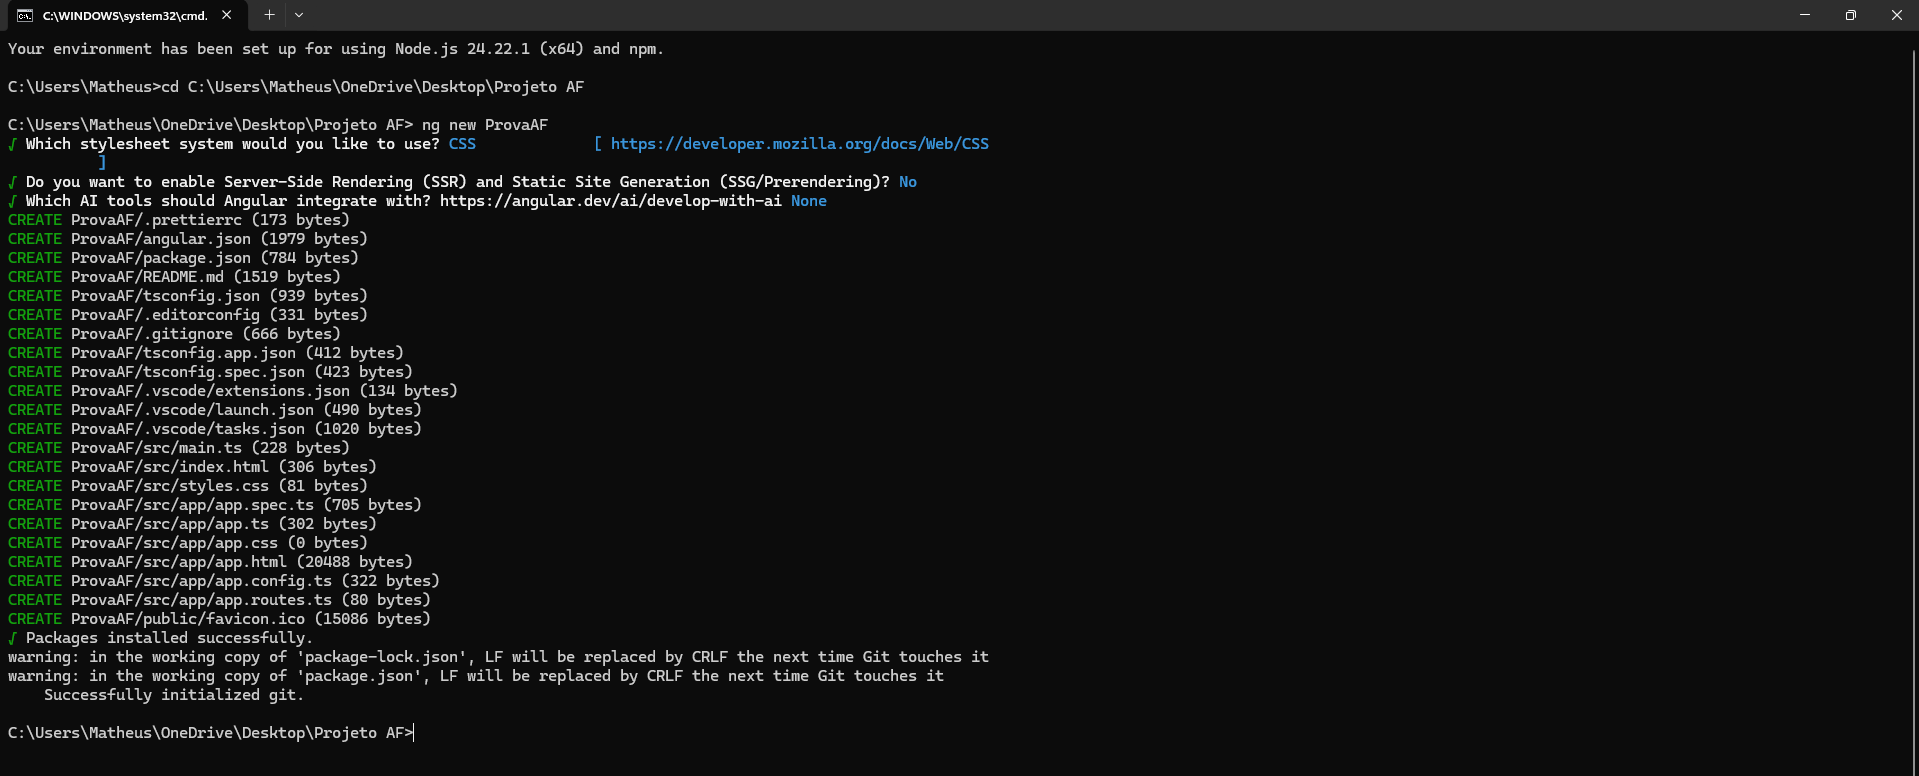 C:\WINDOWS\system32\cmd.
Your environment has been set up for using Node.js 24.22.1 (x64) and npm.
C:\Users\Matheus>cd C:\Users\Matheus\OneDrive\Desktop\Projeto AF
C:\Users\Matheus\OneDrive\Desktop\Projeto AF> ng new ProvaAF
√ Which stylesheet system would you like to use? CSS             [ https://developer.mozilla.org/docs/Web/CSS
]
√ Do you want to enable Server-Side Rendering (SSR) and Static Site Generation (SSG/Prerendering)? No
√ Which AI tools should Angular integrate with? https://angular.dev/ai/develop-with-ai None
CREATE ProvaAF/.prettierrc (173 bytes)
CREATE ProvaAF/angular.json (1979 bytes)
CREATE ProvaAF/package.json (784 bytes)
CREATE ProvaAF/README.md (1519 bytes)
CREATE ProvaAF/tsconfig.json (939 bytes)
CREATE ProvaAF/.editorconfig (331 bytes)
CREATE ProvaAF/.gitignore (666 bytes)
CREATE ProvaAF/tsconfig.app.json (412 bytes)
CREATE ProvaAF/tsconfig.spec.json (423 bytes)
CREATE ProvaAF/.vscode/extensions.json (134 bytes)
CREATE ProvaAF/.vscode/launch.json (490 bytes)
CREATE ProvaAF/.vscode/tasks.json (1020 bytes)
CREATE ProvaAF/src/main.ts (228 bytes)
CREATE ProvaAF/src/index.html (306 bytes)
CREATE ProvaAF/src/styles.css (81 bytes)
CREATE ProvaAF/src/app/app.spec.ts (705 bytes)
CREATE ProvaAF/src/app/app.ts (302 bytes)
CREATE ProvaAF/src/app/app.css (0 bytes)
CREATE ProvaAF/src/app/app.html (20488 bytes)
CREATE ProvaAF/src/app/app.config.ts (322 bytes)
CREATE ProvaAF/src/app/app.routes.ts (80 bytes)
CREATE ProvaAF/public/favicon.ico (15086 bytes)
√ Packages installed successfully.
warning: in the working copy of 'package-lock.json', LF will be replaced by CRLF the next time Git touches it
warning: in the working copy of 'package.json', LF will be replaced by CRLF the next time Git touches it
Successfully initialized git.
C:\Users\Matheus\OneDrive\Desktop\Projeto AF>